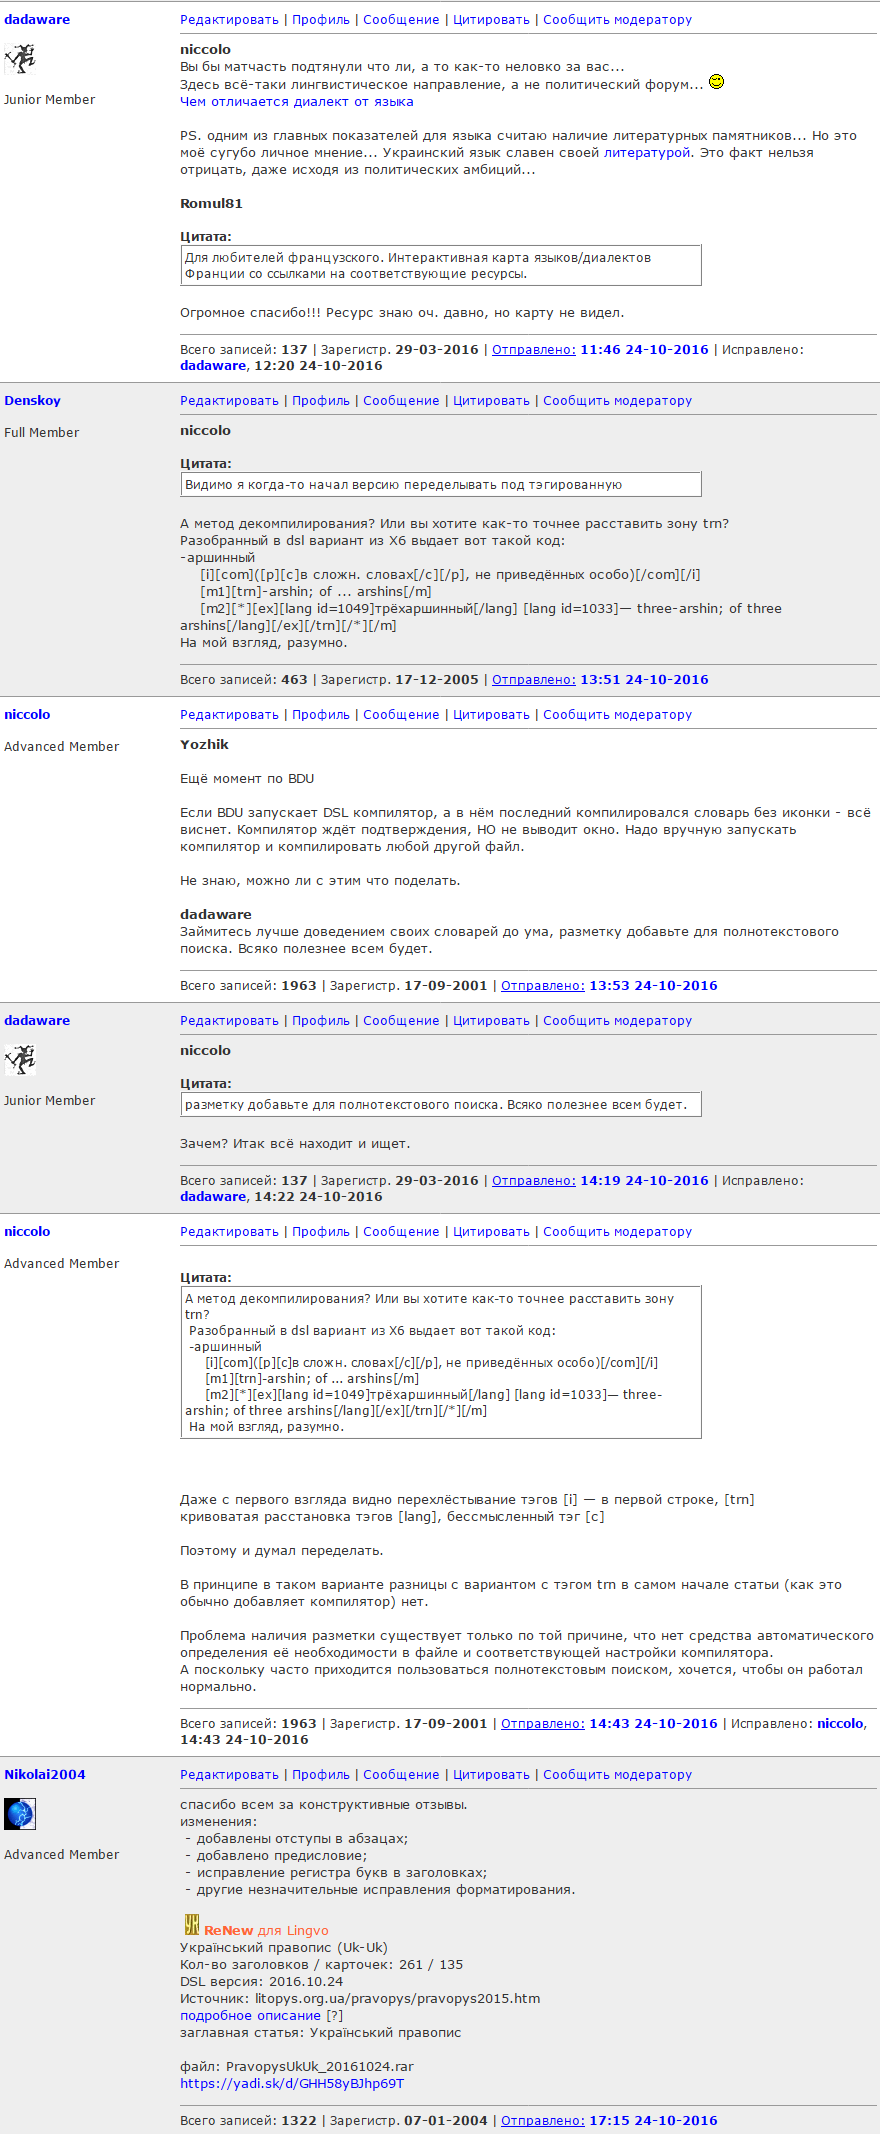 dadaware
Редактировать | Профиль | Сообщение | Цитировать | Сообщить модератору
Junior Member
niccolo
Вы бы матчасть подтянули что ли, а то как-то неловко за вас...
Здесь всё-таки лингвистическое направление, а не политический форум...
Чем отличается диалект от языка
PS. одним из главных показателей для языка считаю наличие литературных памятников... Но это
моё сугубо личное мнение... Украинский язык славен своей литературой. Это факт нельзя
отрицать, даже исходя из политических амбиций...
Romul81
Цитата:
Для любителей французского. Интерактивная карта языков/диалектов
Франции со ссылками на соответствующие ресурсы.
Огромное спасибо!!! Ресурс знаю оч. давно, но карту не видел.
Всего записей: 137 | Зарегистр. 29-03-2016 | Отправлено: 11:46 24-10-2016 | Исправлено:
dadaware, 12:20 24-10-2016
Denskoy
Редактировать | Профиль | Сообщение | Цитировать | Сообщить модератору
Full Member
niccolo
Цитата:
Видимо я когда-то начал версию переделывать под тэгированную
А метод декомпилирования? Или вы хотите как-то точнее расставить зону trn?
Разобранный в dsl вариант из X6 выдает вот такой код:
-аршинный
[i][com]([p][c]в сложн. словах[/c][/p], не приведённых особо)[/com][/i]
[m1][trn]-arshin; of ... arshins[/m]
[m2][*][ex][lang id=1049]трёхаршинный[/lang] [lang id=1033]— three-arshin; of three
arshins[/lang][/ex][/trn][/*][/m]
На мой взгляд, разумно.
Всего записей: 463 | Зарегистр. 17-12-2005 | Отправлено: 13:51 24-10-2016
niccolo
Редактировать | Профиль | Сообщение | Цитировать | Сообщить модератору
Advanced Member
Yozhik
Ещё момент по BDU
Если BDU запускает DSL компилятор, а в нём последний компилировался словарь без иконки - всё
виснет. Компилятор ждёт подтверждения, НО не выводит окно. Надо вручную запускать
компилятор и компилировать любой другой файл.
Не знаю, можно ли с этим что поделать.
dadaware
Займитесь лучше доведением своих словарей до ума, разметку добавьте для полнотекстового
поиска. Всяко полезнее всем будет.
Всего записей: 1963 | Зарегистр. 17-09-2001 | Отправлено: 13:53 24-10-2016
dadaware
Редактировать | Профиль | Сообщение | Цитировать | Сообщить модератору
Junior Member
niccolo
Цитата:
разметку добавьте для полнотекстового поиска. Всяко полезнее всем будет.
Зачем? Итак всё находит и ищет.
Всего записей: 137 | Зарегистр. 29-03-2016 | Отправлено: 14:19 24-10-2016 | Исправлено:
dadaware, 14:22 24-10-2016
niccolo
Редактировать | Профиль | Сообщение | Цитировать | Сообщить модератору
Advanced Member
Цитата:
А метод декомпилирования? Или вы хотите как-то точнее расставить зону
trn?
Разобранный в dsl вариант из X6 выдает вот такой код:
-аршинный
[i][com]([p][c]в сложн. словах[/c][/p], не приведённых особо)[/com][/i]
[m1][trn]-arshin; of ... arshins[/m]
[m2][*][ex][lang id=1049]трёхаршинный[/lang] [lang id=1033]— three-
arshin; of three arshins[/lang][/ex][/trn][/*][/m]
На мой взгляд, разумно.
Даже с первого взгляда видно перехлёстывание тэгов [i] — в первой строке, [trn]
кривоватая расстановка тэгов [lang], бессмысленный тэг [c]
Поэтому и думал переделать.
В принципе в таком варианте разницы с вариантом с тэгом trn в самом начале статьи (как это
обычно добавляет компилятор) нет.
Проблема наличия разметки существует только по той причине, что нет средства автоматического
определения её необходимости в файле и соответствующей настройки компилятора.
А поскольку часто приходится пользоваться полнотекстовым поиском, хочется, чтобы он работал
нормально.
Всего записей: 1963 | Зарегистр. 17-09-2001 | Отправлено: 14:43 24-10-2016 | Исправлено: niccolo,
14:43 24-10-2016
Nikolai2004
Редактировать | Профиль | Сообщение | Цитировать | Сообщить модератору
Advanced Member
спасибо всем за конструктивные отзывы.
изменения:
- добавлены отступы в абзацах;
- добавлено предисловие;
- исправление регистра букв в заголовках;
- другие незначительные исправления форматирования.
УК ReNew для Lingvo
Український правопис (Uk-Uk)
Кол-во заголовков / карточек: 261 / 135
DSL версия: 2016.10.24
Источник: litopys.org.ua/pravopys/pravopys2015.htm
подробное описание [?]
заглавная статья: Український правопис
файл: PravopysUkUk_20161024.rar
https://yadi.sk/d/GHH58yBJhp69T
Всего записей: 1322 | Зарегистр. 07-01-2004 | Отправлено: 17:15 24-10-2016